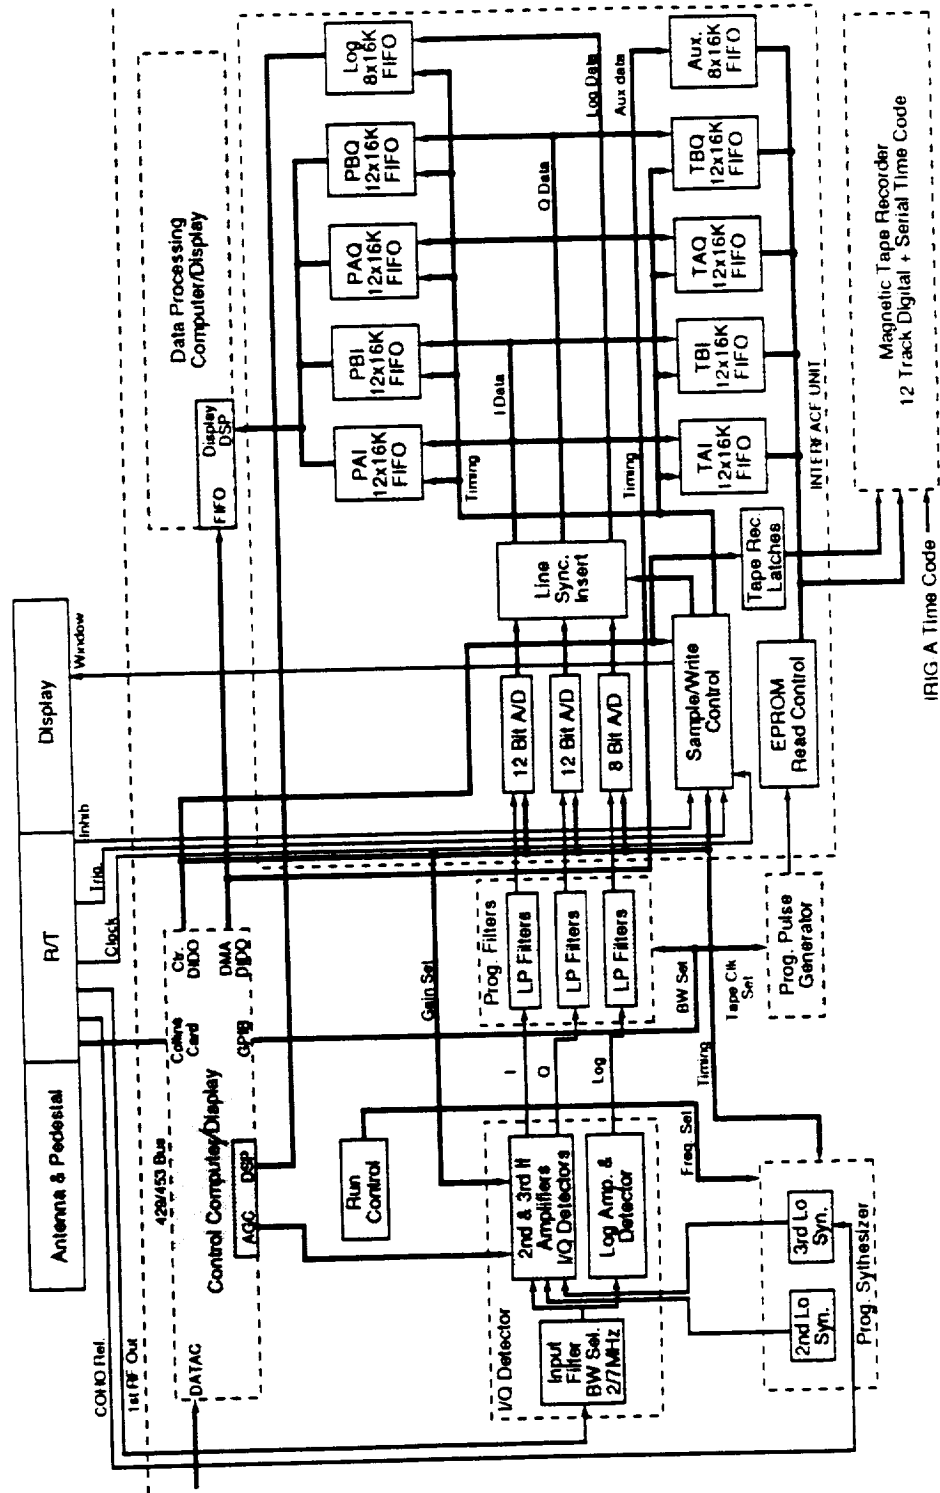 Antenna & Pedestal
R/T
Display
COHO Rel.
1st RF Out
Clock
Trig.
Inhib
Window
429/453 Bus
DATAC
Control Computer/Display
Collins
Card
Ctr.
DIDO
DMA
DIDO
GPIB
AGC
DSP
Data Processing
Computer/Display
FIFO
Display
DSP
Run
Control
Gain Set
I/Q Detector
Input
Filter
BW Sel.
2/7MHz
2nd & 3rd If
Amplifiers
I/Q Detectors
Log Amp. &
Detector
I
Q
Log
Prog. Filters
LP Filters
LP Filters
LP Filters
12 Bit A/D
12 Bit A/D
8 Bit A/D
Line
Sync.
Insert
I Data
Q Data
Log Data
Aux data
Timing
Timing
PAI
12x16K
FIFO
PBI
12x16K
FIFO
PAQ
12x16K
FIFO
PBQ
12x16K
FIFO
Log
8x16K
FIFO
TAI
12x16K
FIFO
TBI
12x16K
FIFO
TAQ
12x16K
FIFO
TBQ
12x16K
FIFO
Aux.
8x16K
FIFO
Freq. Set
Timing
BW Set
Tape Clk
Set
Sample/Write
Control
Tape Rec.
Latches
EPROM
Read Control
Prog. Pulse
Generator
INTERFACE UNIT
2nd Lo
Syn.
3rd Lo
Syn.
Prog. Sythesizer
Magnetic Tape Recorder
12 Track Digital + Serial Time Code
IRIG A Time Code